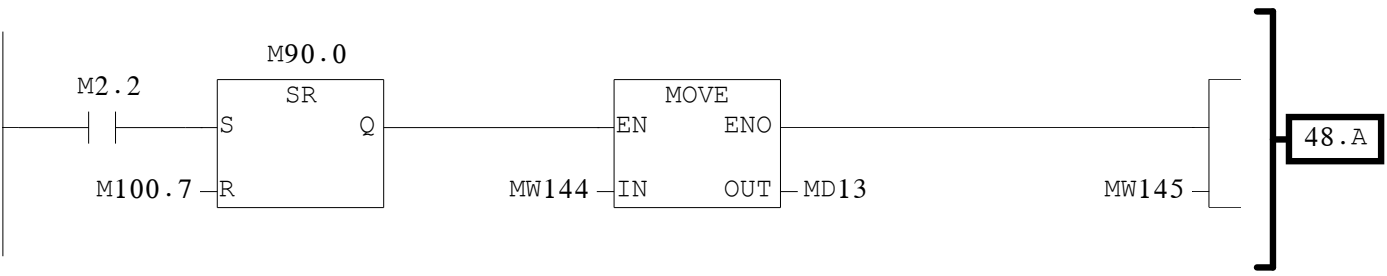 M90.0
M2.2
SR
MOVE
S Q
EN ENO
48.A
M100.7 R
MW144 IN OUT MD13
MW145